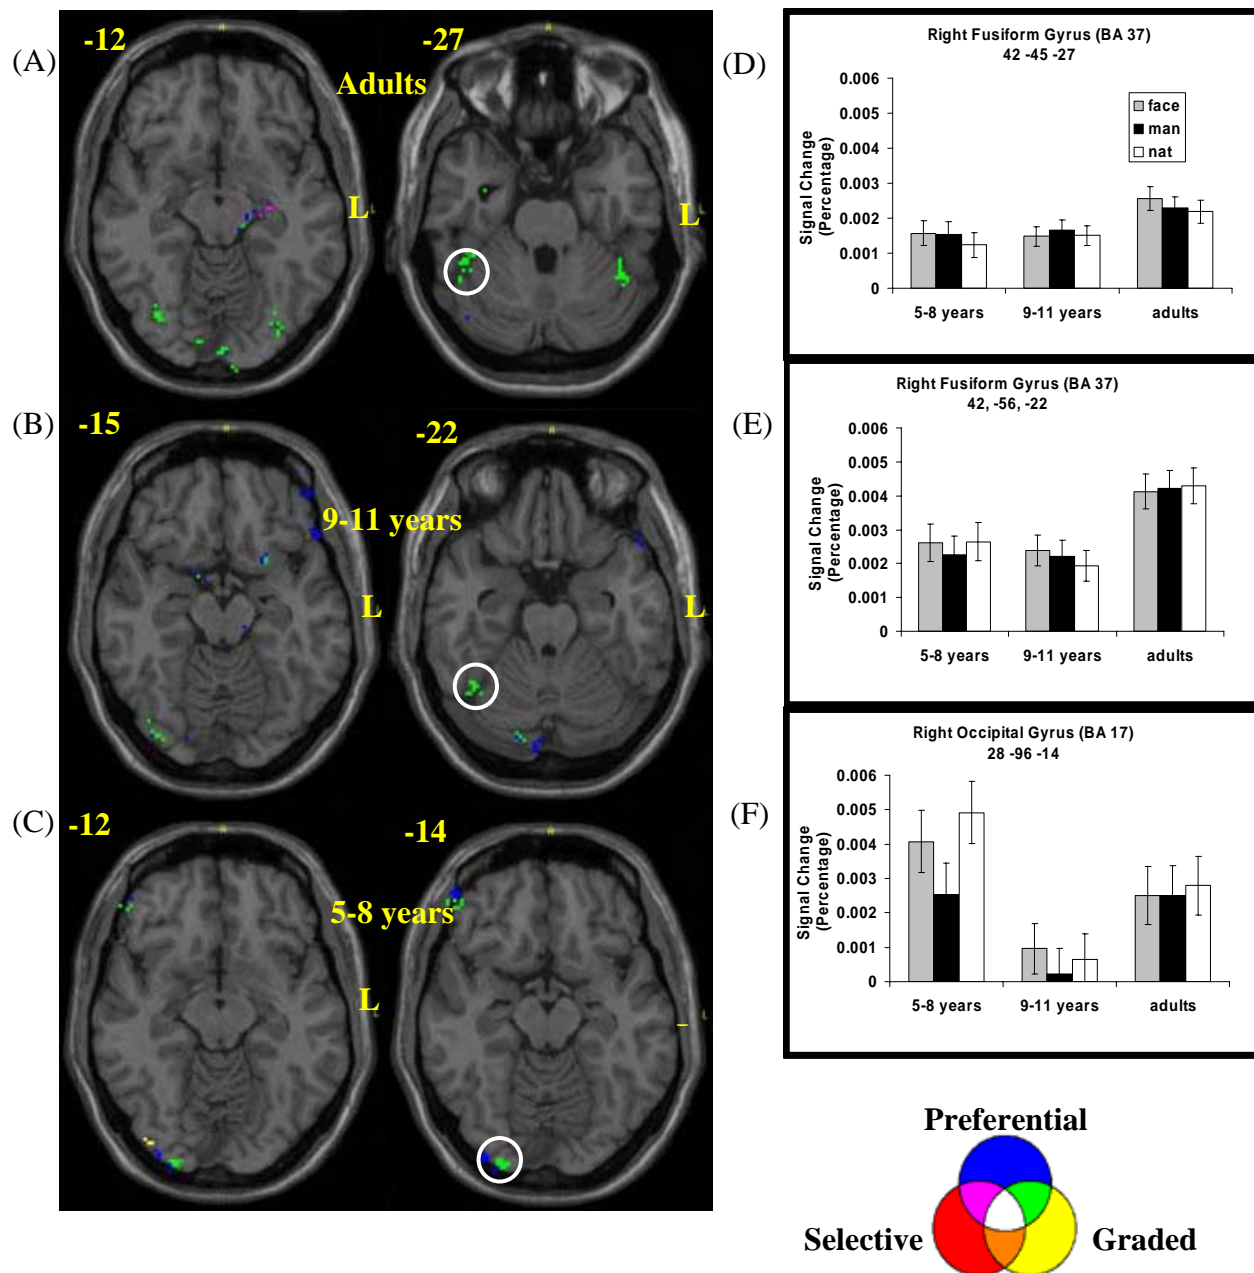 (A)
-12
-27
Adults
L
L
(B)
-15
-22
9-11 years
L
L
(C)
-12
-14
5-8 years
L
(D)
Right Fusiform Gyrus (BA 37)
42 -45 -27
Signal Change
(Percentage)
0.006
0.005
0.004
0.003
0.002
0.001
0
face
man
nat
5-8 years 9-11 years adults
(E)
Right Fusiform Gyrus (BA 37)
42, -56, -22
Signal Change
(Percentage)
0.006
0.005
0.004
0.003
0.002
0.001
0
5-8 years 9-11 years adults
(F)
Right Occipital Gyrus (BA 17)
28 -96 -14
Signal Change
(Percentage)
0.006
0.005
0.004
0.003
0.002
0.001
0
5-8 years 9-11 years adults
Preferential
Selective Graded